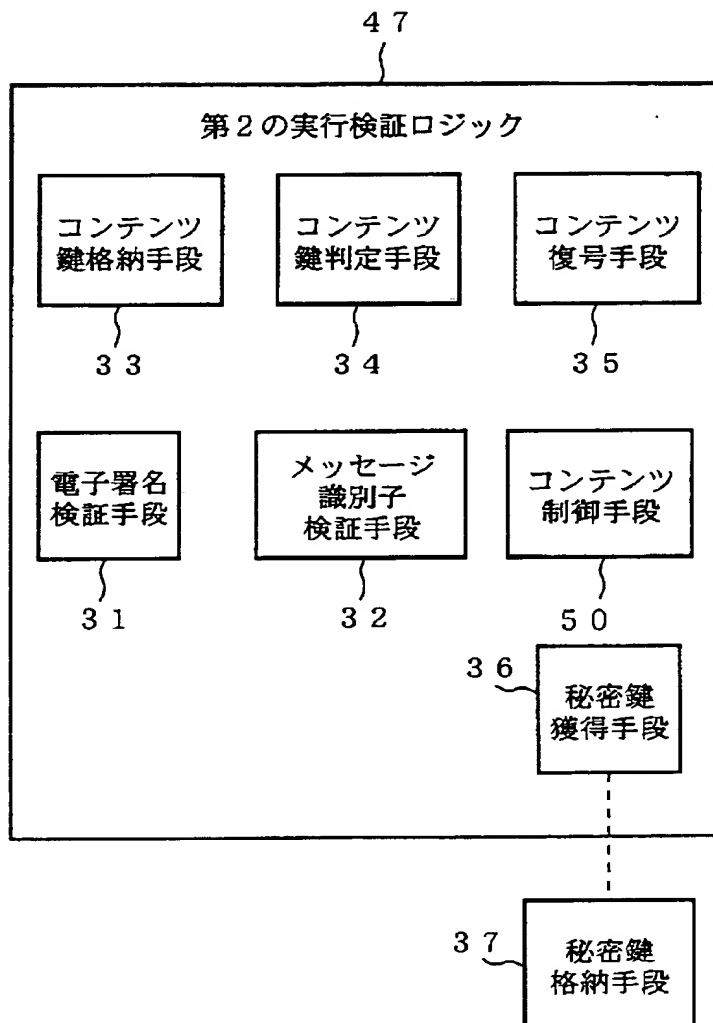 ４７
第２の実行検証ロジック
コンテンツ
鍵格納手段
コンテンツ
鍵判定手段
コンテンツ
復号手段
３３
３４
３５
電子署名
検証手段
メッセージ
識別子
検証手段
コンテンツ
制御手段
３１
３２
５０
３６
秘密鍵
獲得手段
３７
秘密鍵
格納手段